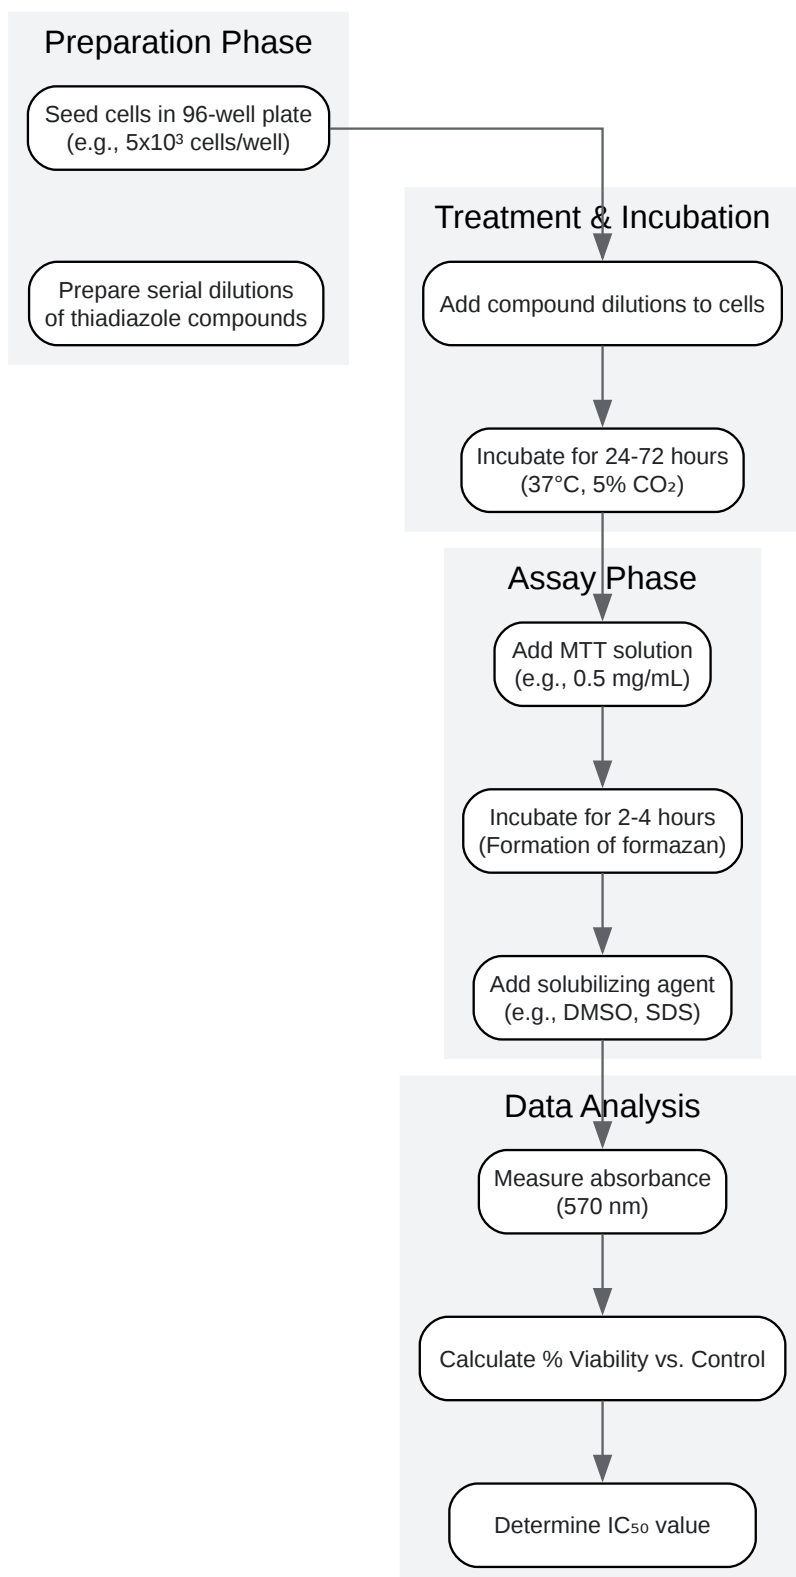 Preparation Phase
Seed cells in 96-well plate
(e.g., 5x10³ cells/well)
Prepare serial dilutions
of thiadiazole compounds
Treatment & Incubation
Add compound dilutions to cells
Incubate for 24-72 hours
(37°C, 5% CO₂)
Assay Phase
Add MTT solution
(e.g., 0.5 mg/mL)
Incubate for 2-4 hours
(Formation of formazan)
Add solubilizing agent
(e.g., DMSO, SDS)
Data Analysis
Measure absorbance
(570 nm)
Calculate % Viability vs. Control
Determine IC₅₀ value